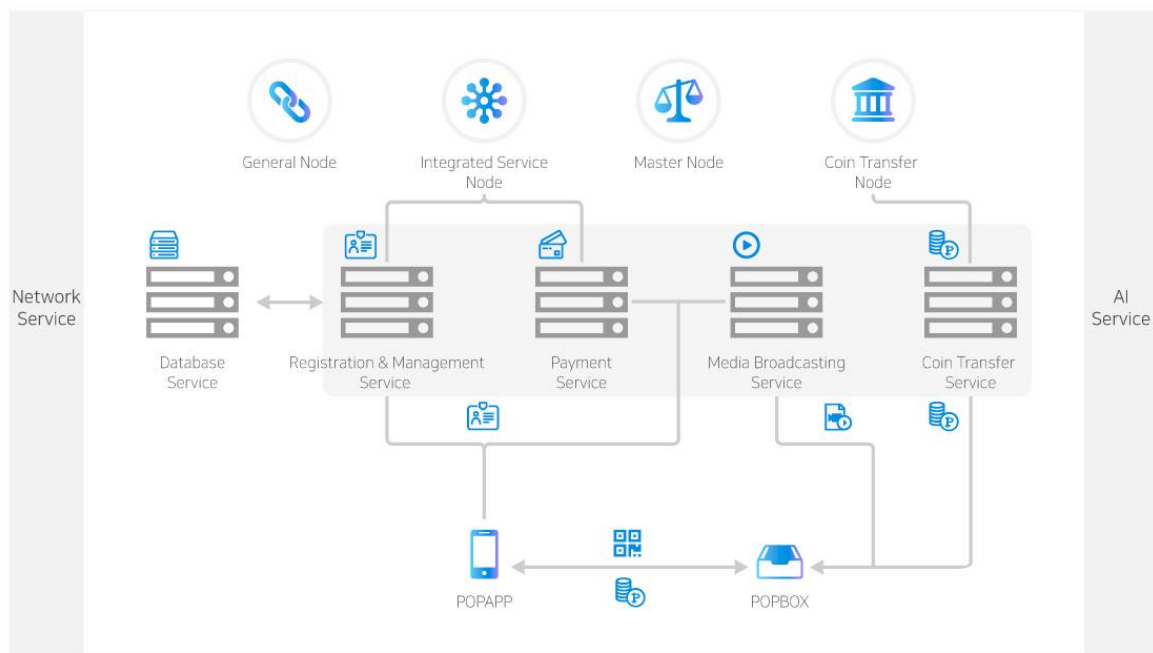 General Node
Integrated Service
Node
Master Node
Coin Transfer
Node
Network
Service
AI
Service
Database
Service
Registration & Management
Service
Payment
Service
Media Broadcasting
Service
Coin Transfer
Service
POPAPP
POPBOX